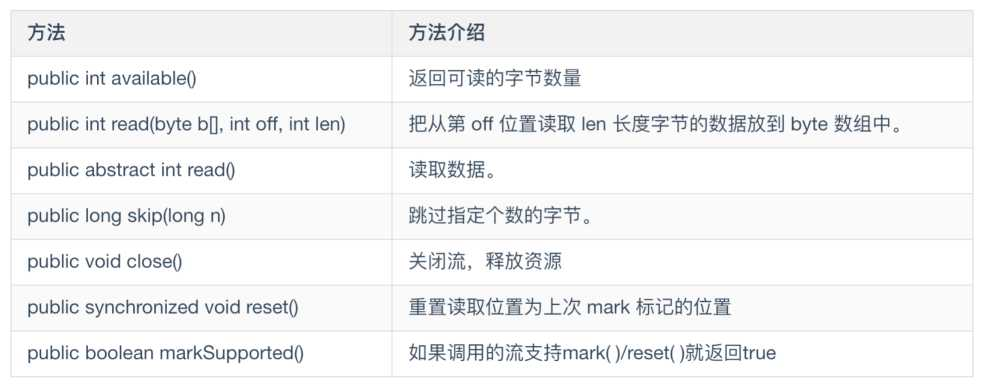 方法 方法介绍
public int available() 返回可读的字节数量
public int read(byte b[], int off, int len) 把从第 off 位置读取 len 长度字节的数据放到 byte 数组中。
public abstract int read() 读取数据。
public long skip(long n) 跳过指定个数的字节。
public void close() 关闭流，释放资源
public synchronized void reset() 重置读取位置为上次 mark 标记的位置
public boolean markSupported() 如果调用的流支持mark( )/reset( )就返回true